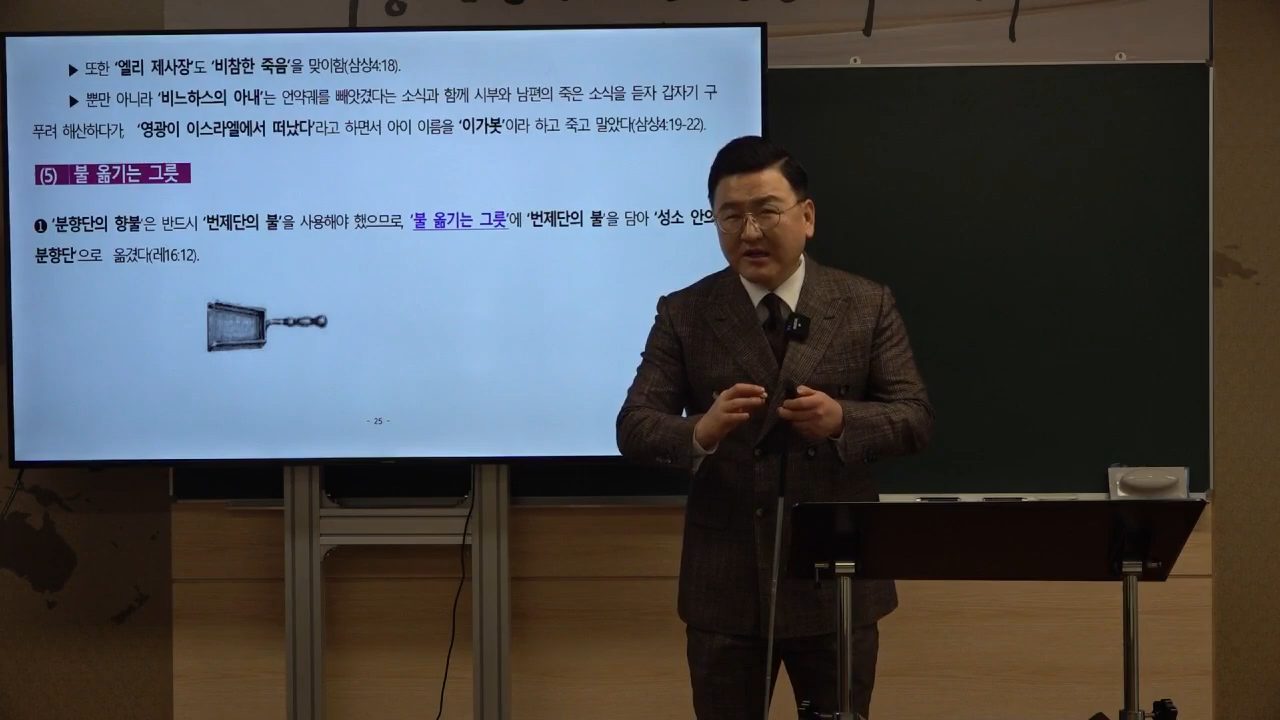 ▶ 또한 '엘리 제사장'도 '비참한 죽음'을 맞이함(삼상4:18).
▶ 뿐만 아니라 '비느하스의 아내'는 언약궤를 빼앗겼다는 소식과 함께 시부와 남편의 죽은 소식을 듣자 갑자기 구
푸려 해산하다가, '영광이 이스라엘에서 떠났다'라고 하면서 아이 이름을 '이가봇'이라 하고 죽고 말았다(삼상4:19-22).
(5) 불 옮기는 그릇
❶ '분향단의 향불'은 반드시 '번제단의 불'을 사용해야 했으므로, '불 옮기는 그릇'에 '번제단의 불'을 담아 '성소 안의
분향단으로 옮겼다(레16:12).
- 25 -